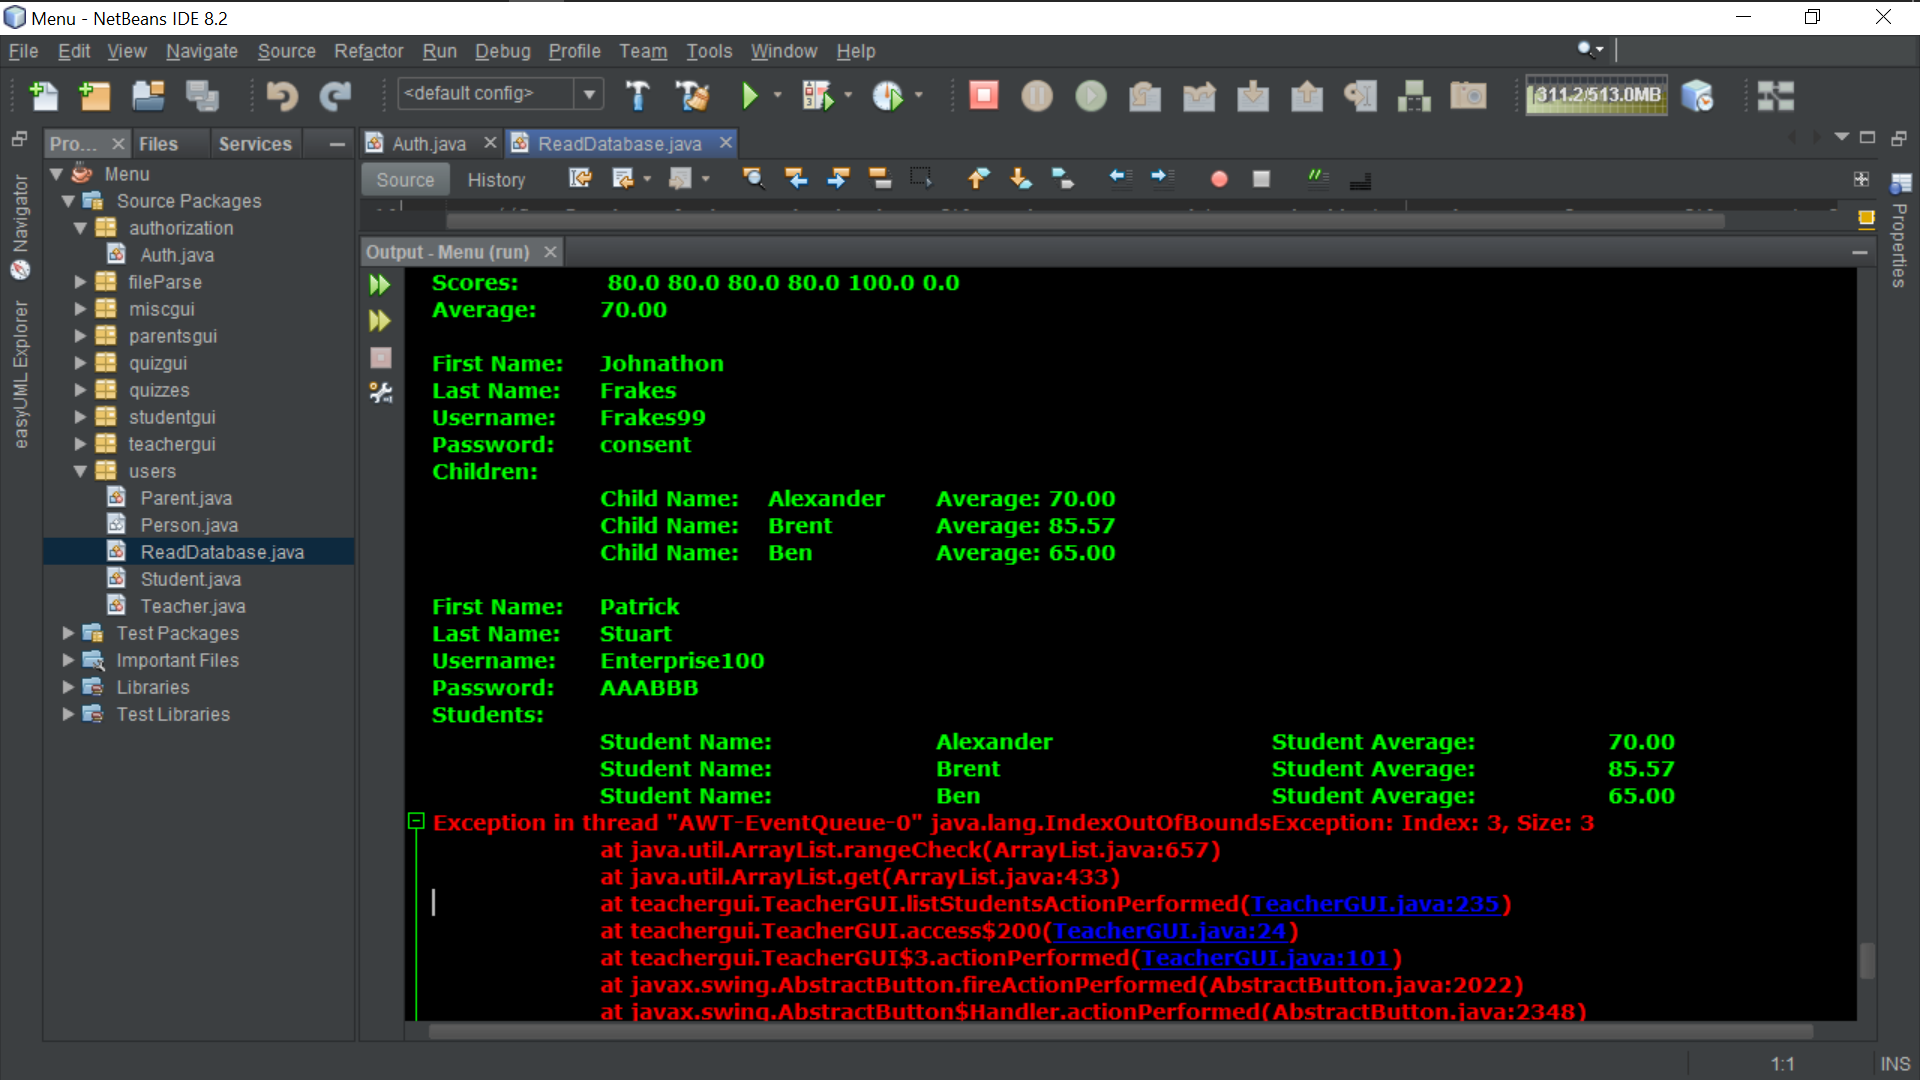 Menu - NetBeans IDE 8.2
File Edit View Navigate Source Refactor Run Debug Profile Team Tools Window Help
<default config>
311.2/513.0MB
Pro... Files Services
Auth.java ReadDatabase.java
Source History
Navigator
easyUML Explorer
Properties
Menu
Source Packages
authorization
Auth.java
fileParse
miscgui
parentsgui
quizgui
quizzes
studentgui
teachergui
users
Parent.java
Person.java
ReadDatabase.java
Student.java
Teacher.java
Test Packages
Important Files
Libraries
Test Libraries
Output - Menu (run)
Scores: 80.0 80.0 80.0 80.0 100.0 0.0
Average: 70.00
First Name: Johnathon
Last Name: Frakes
Username: Frakes99
Password: consent
Children:
Child Name: Alexander Average: 70.00
Child Name: Brent Average: 85.57
Child Name: Ben Average: 65.00
First Name: Patrick
Last Name: Stuart
Username: Enterprise100
Password: AAABBB
Students:
Student Name: Alexander Student Average: 70.00
Student Name: Brent Student Average: 85.57
Student Name: Ben Student Average: 65.00
Exception in thread "AWT-EventQueue-0" java.lang.IndexOutOfBoundsException: Index: 3, Size: 3
at java.util.ArrayList.rangeCheck(ArrayList.java:657)
at java.util.ArrayList.get(ArrayList.java:433)
at teachergui.TeacherGUI.listStudentsActionPerformed(TeacherGUI.java:235)
at teachergui.TeacherGUI.access$200(TeacherGUI.java:24)
at teachergui.TeacherGUI$3.actionPerformed(TeacherGUI.java:101)
at javax.swing.AbstractButton.fireActionPerformed(AbstractButton.java:2022)
at javax.swing.AbstractButton$Handler.actionPerformed(AbstractButton.java:2348)
1:1 INS